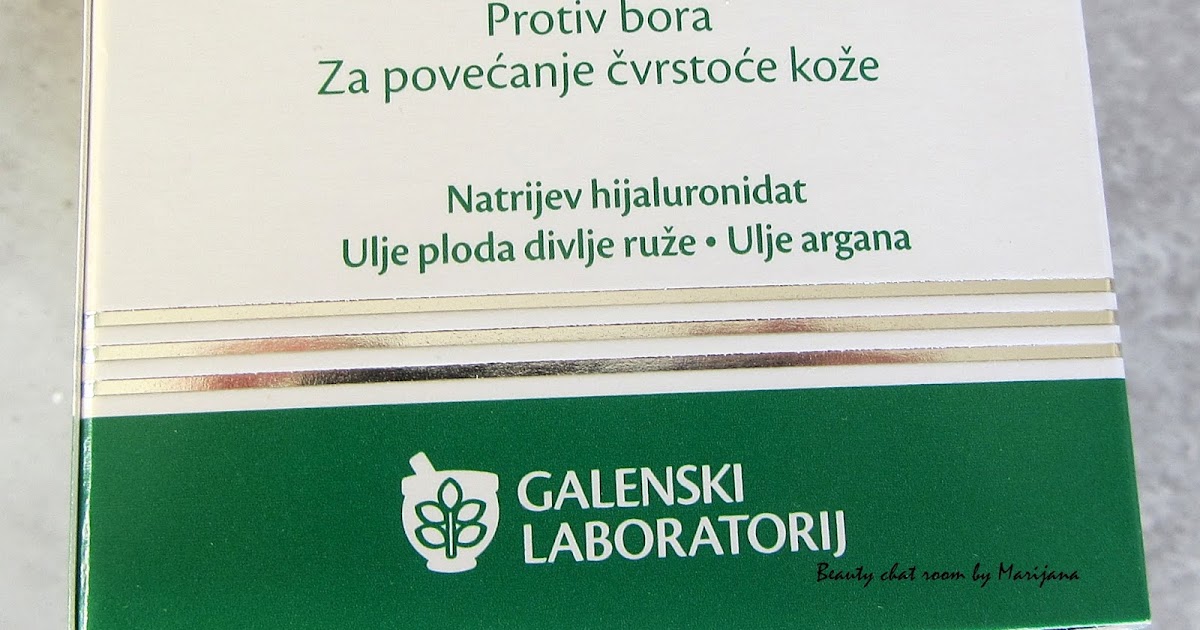 Protiv bora
Za povećanje čvrstoće kože
Natrijev hijaluronidat
Ulje ploda divlje ruže • Ulje argana
GALENSKI
LABORATORIJ
Beauty chat room by Marijana